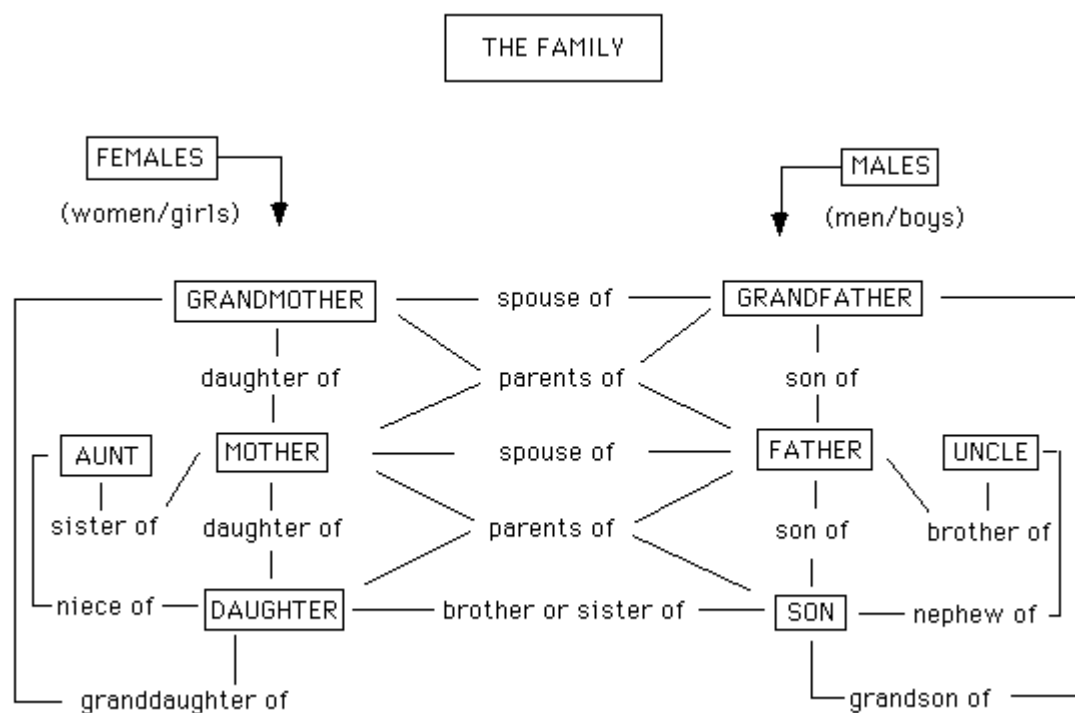 THE FAMILY
FEMALES
MALES
(women/girls)
(men/boys)
GRANDMOTHER spouse of GRANDFATHER
daughter of parents of son of
AUNT MOTHER spouse of FATHER UNCLE
sister of daughter of parents of son of brother of
niece of DAUGHTER brother or sister of SON nephew of
granddaughter of grandson of